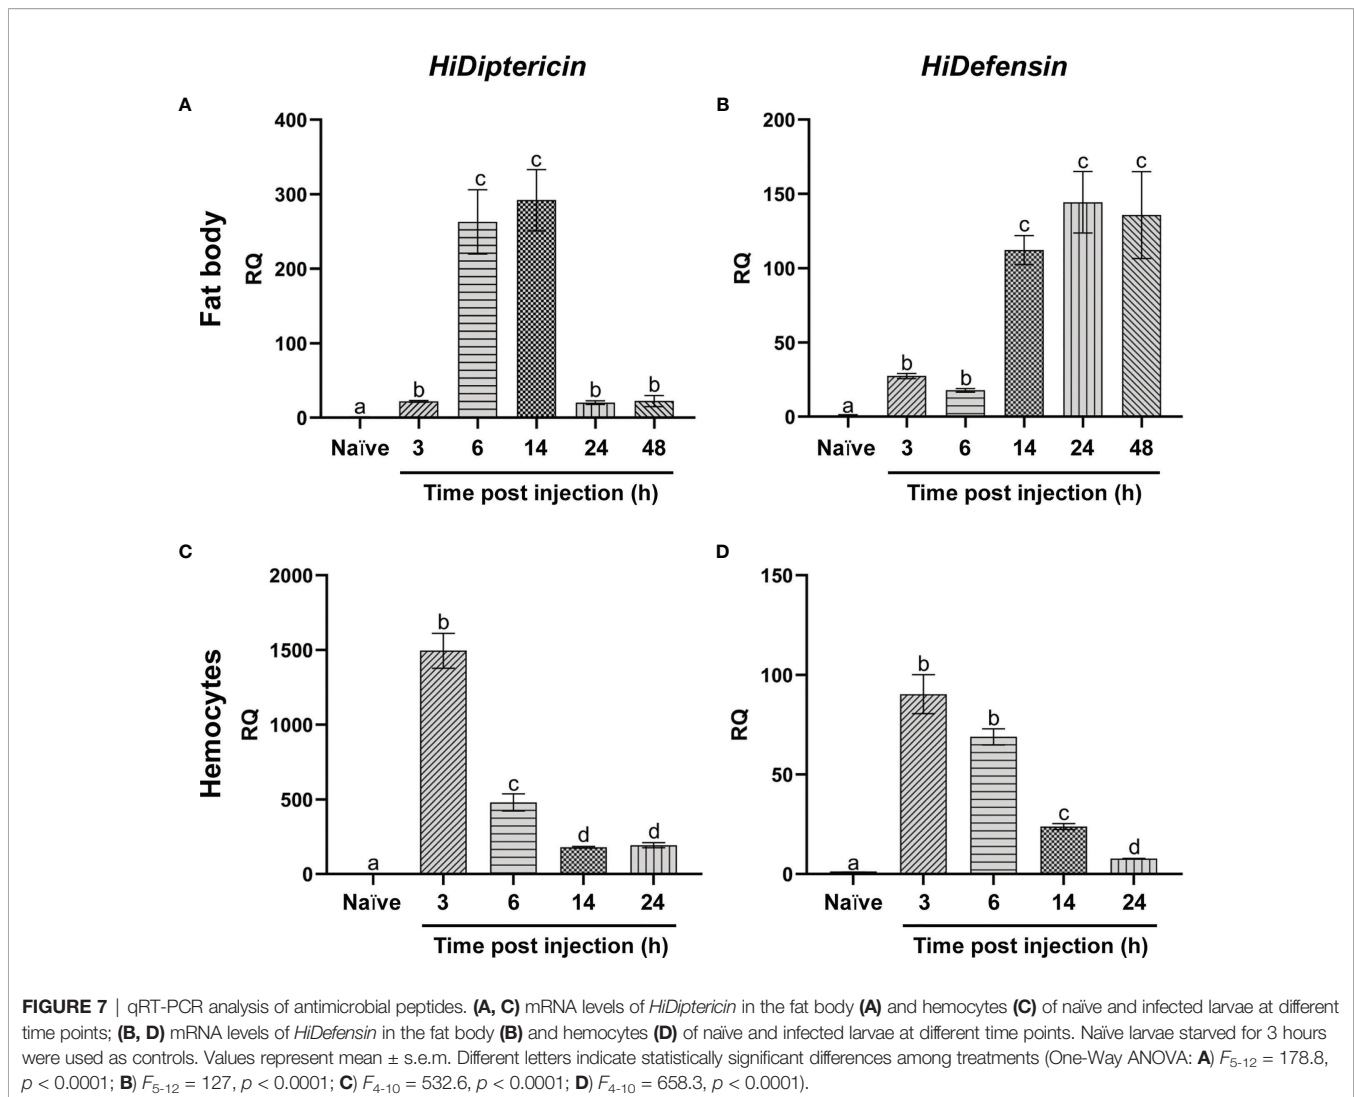 HiDiptericin
HiDefensin
A
400
300
200
100
0
RQ
Fat body
a
b
c
c
b
b
Naïve
3
6
14
24
48
Time post injection (h)
B
200
150
100
50
0
RQ
a
b
b
c
c
c
Naïve
3
6
14
24
48
Time post injection (h)
C
2000
1500
1000
500
0
RQ
Hemocytes
a
b
c
d
d
Naïve
3
6
14
24
Time post injection (h)
D
150
100
50
0
RQ
a
b
b
c
d
Naïve
3
6
14
24
Time post injection (h)
FIGURE 7 | qRT-PCR analysis of antimicrobial peptides. (A, C) mRNA levels of HiDiptericin in the fat body (A) and hemocytes (C) of naïve and infected larvae at different
time points; (B, D) mRNA levels of HiDefensin in the fat body (B) and hemocytes (D) of naïve and infected larvae at different time points. Naïve larvae starved for 3 hours
were used as controls. Values represent mean ± s.e.m. Different letters indicate statistically significant differences among treatments (One-Way ANOVA: A) F5-12 = 178.8,
p < 0.0001; B) F5-12 = 127, p < 0.0001; C) F4-10 = 532.6, p < 0.0001; D) F4-10 = 658.3, p < 0.0001).